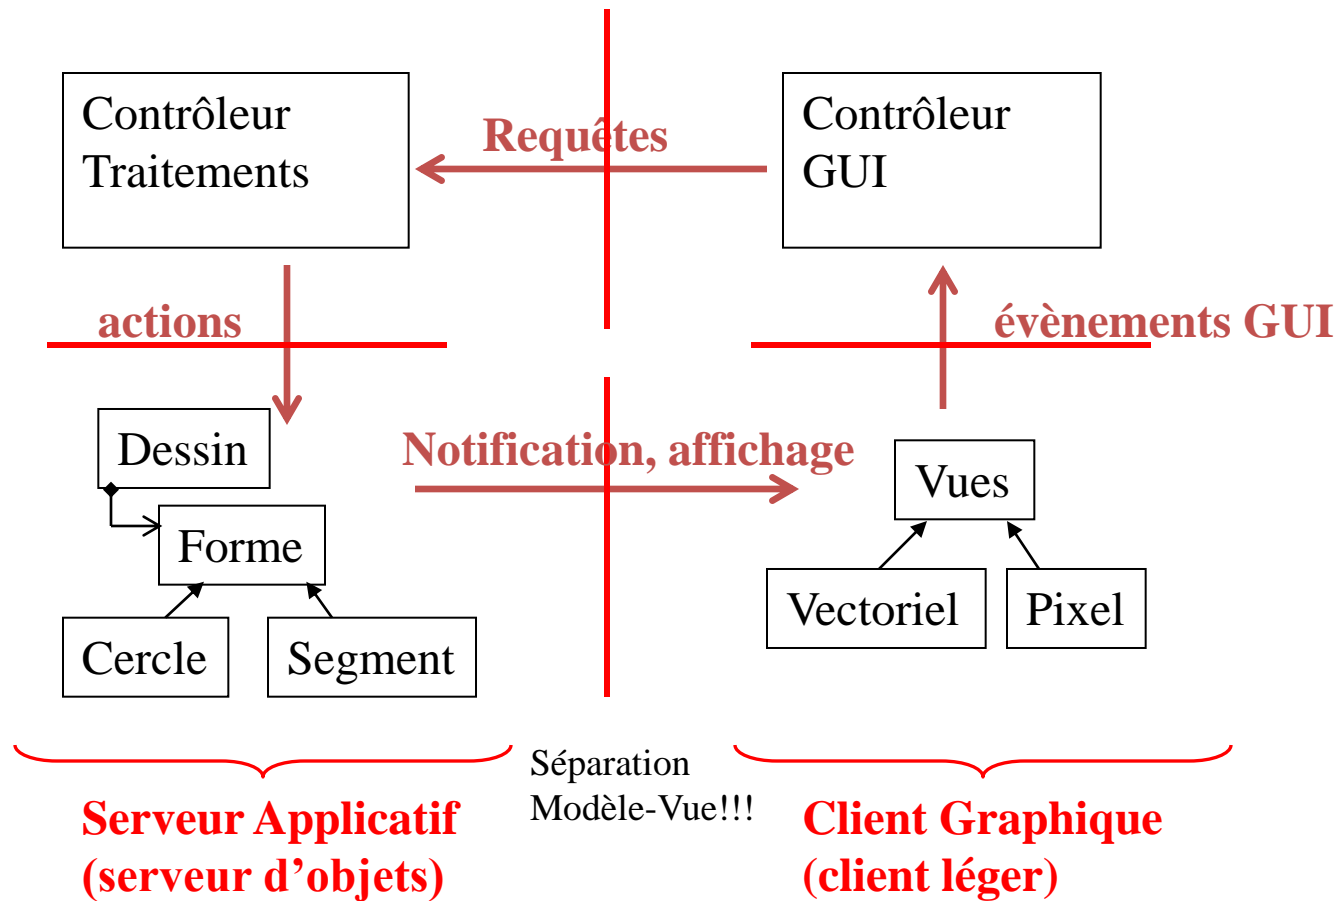 Contrôleur
Traitements
Requêtes
Contrôleur
GUI
actions
évènements GUI
Dessin
Notification, affichage
Vues
Forme
Vectoriel
Pixel
Cercle
Segment
Séparation
Modèle-Vue!!!
Serveur Applicatif
(serveur d’objets)
Client Graphique
(client léger)